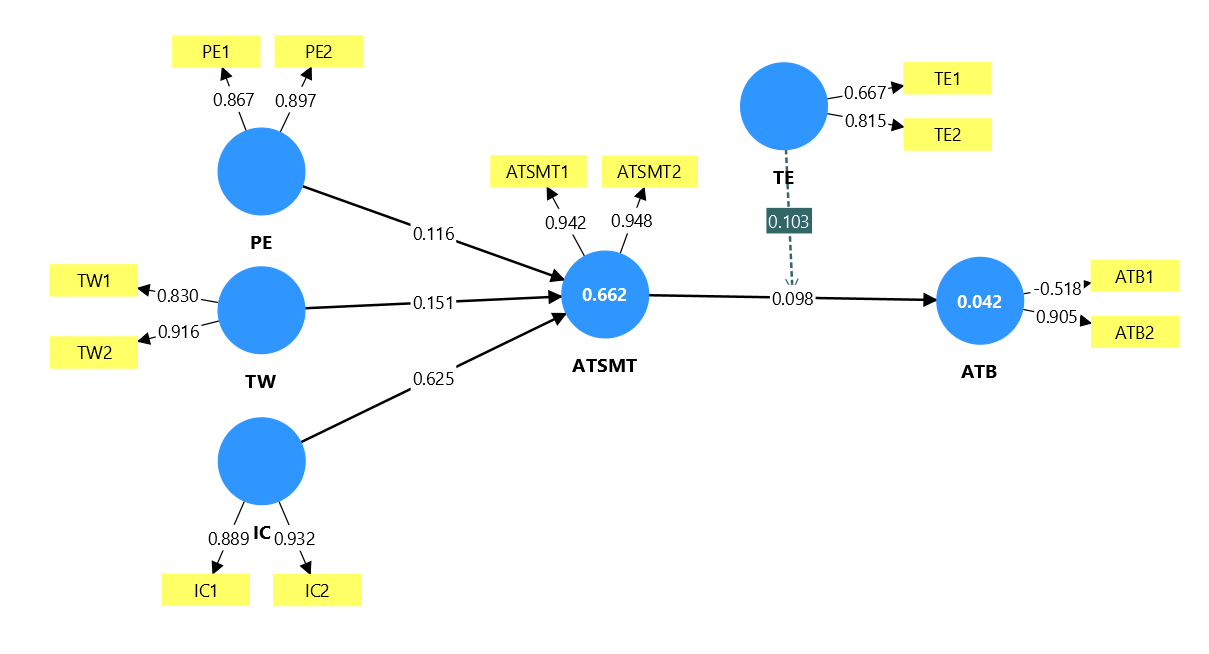 PE1
PE2
0.867
0.897
PE
TW1
0.830
TW2
0.916
TW
IC
0.889
0.932
IC1
IC2
0.116
0.151
0.625
ATSMT1
ATSMT2
0.942
0.948
0.662
ATSMT
TE
0.667
TE1
0.815
TE2
0.103
0.098
0.042
ATB
-0.518
ATB1
0.905
ATB2